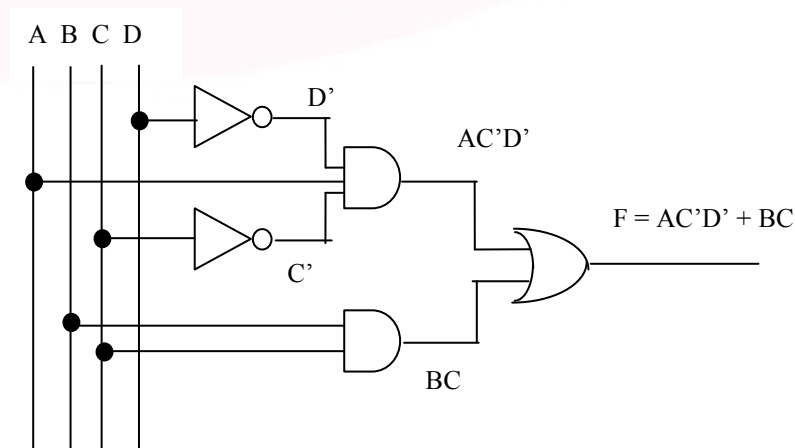 A B C D
D’
AC’D’
F = AC’D’ + BC
C’
BC